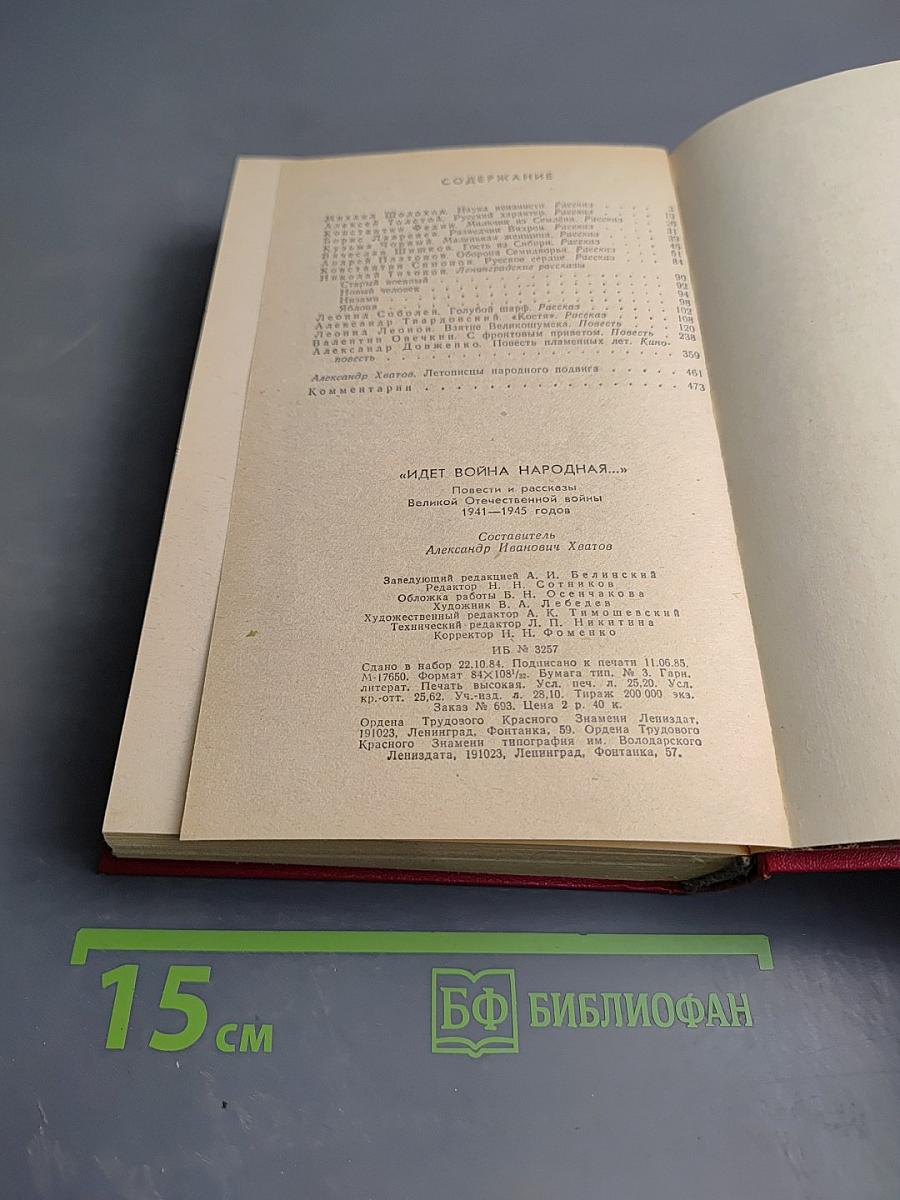 СОДЕРЖАНИЕ
Михаил Шолохов. Наука ненависти. Рассказ
Алексей Толстой. Русский характер. Рассказ
Константин Федин. Мальчик из Семлёва. Рассказ
Борис Лавренев. Разведчик Вихров. Рассказ
Кузьма Чорный. Маленькая женщина. Рассказ
Вячеслав Шишков. Гость из Сибири. Рассказ
Андрей Платонов. Оборона Семидворья. Рассказ
Константин Симонов. Русское сердце. Рассказ
Николай Тихонов. Ленинградские рассказы
Старый военный 90
Новый человек 92
Низами 94
Яблоня 98
Леонид Соболев. Голубой шарф. Рассказ 102
Александр Твардовский. «Костя». Рассказ 108
Леонид Леонов. Взятие Великошумска. Повесть 120
Валентин Овечкин. С фронтовым приветом. Повесть 238
Александр Довженко. Повесть пламенных лет. Кино-
повесть 359
Александр Хватов. Летописцы народного подвига 461
Комментарии 473
«ИДЕТ ВОЙНА НАРОДНАЯ...»
Повести и рассказы
Великой Отечественной войны
1941—1945 годов
Составитель
Александр Иванович Хватов
Заведующий редакцией А. И. Белинский
Редактор Н. Н. Сотников
Обложка работы Б. Н. Осенчакова
Художник В. А. Лебедев
Художественный редактор А. К. Тимошевский
Технический редактор Л. П. Никитина
Корректор Н. Н. Фоменко
ИБ № 3257
Сдано в набор 22.10.84. Подписано к печати 11.06.85.
М-17650. Формат 84×108¹/₃₂. Бумага тип. № 3. Гарн.
литерат. Печать высокая. Усл. печ. л. 25,20. Усл.
кр.-отт. 25,62. Уч.-изд. л. 28,10. Тираж 200 000 экз.
Заказ № 693. Цена 2 р. 40 к.
Ордена Трудового Красного Знамени Лениздат,
191023, Ленинград, Фонтанка, 59. Ордена Трудового
Красного Знамени типография им. Володарского
Лениздата, 191023, Ленинград, Фонтанка, 57.
15 см
БФ БИБЛИОФАН